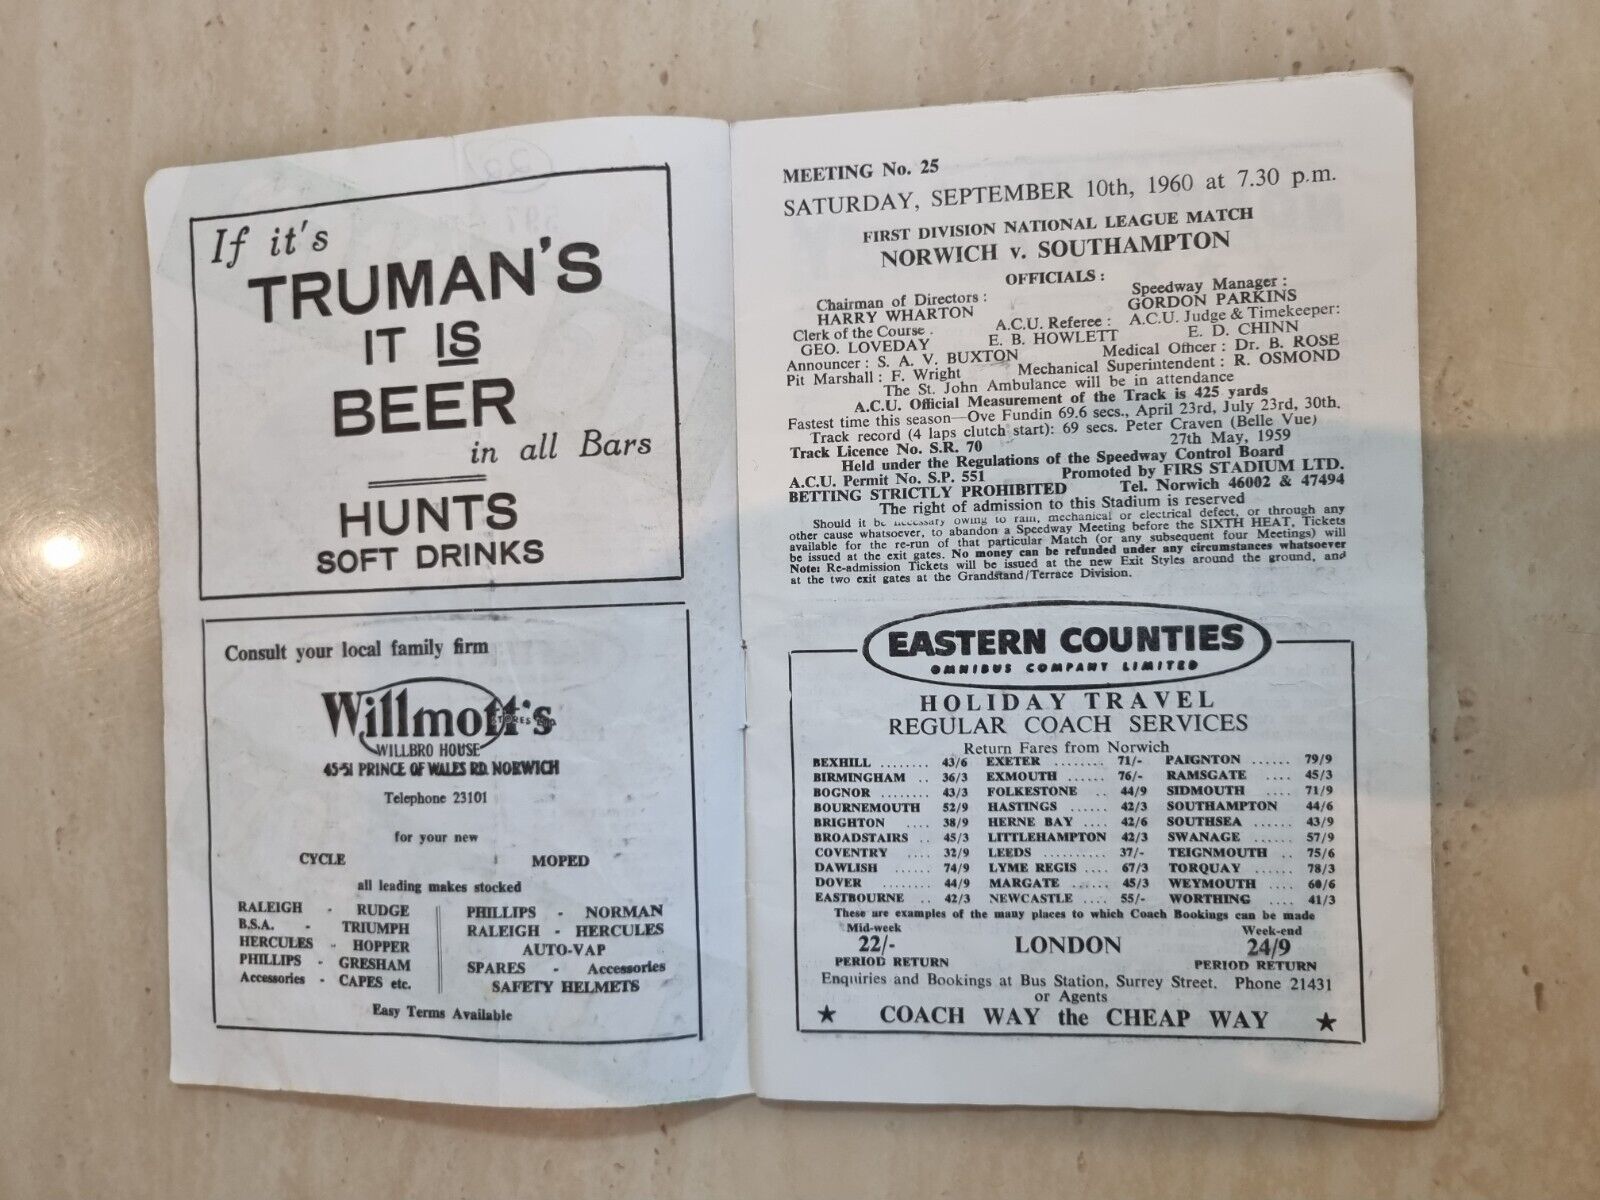 If it's
TRUMAN'S
IT IS
BEER
in all Bars
HUNTS
SOFT DRINKS
Consult your local family firm
Willmott's
STORES LTD.
WILLBRO HOUSE
45-51 PRINCE OF WALES RD. NORWICH
Telephone 23101
for your new
CYCLE MOPED
all leading makes stocked
RALEIGH - RUDGE
B.S.A. - TRIUMPH
HERCULES - HOPPER
PHILLIPS - GRESHAM
Accessories - CAPES etc.
PHILLIPS - NORMAN
RALEIGH - HERCULES
AUTO-VAP
SPARES - Accessories
SAFETY HELMETS
Easy Terms Available
MEETING No. 25
SATURDAY, SEPTEMBER 10th, 1960 at 7.30 p.m.
FIRST DIVISION NATIONAL LEAGUE MATCH
NORWICH v. SOUTHAMPTON
OFFICIALS :
Chairman of Directors : Speedway Manager :
HARRY WHARTON GORDON PARKINS
Clerk of the Course . A.C.U. Referee : A.C.U. Judge & Timekeeper:
GEO. LOVEDAY E. B. HOWLETT E. D. CHINN
Announcer : S. A. V. BUXTON Medical Officer : Dr. B. ROSE
Pit Marshall : F. Wright Mechanical Superintendent : R. OSMOND
The St. John Ambulance will be in attendance
A.C.U. Official Measurement of the Track is 425 yards
Fastest time this season—Ove Fundin 69.6 secs., April 23rd, July 23rd, 30th.
Track record (4 laps clutch start): 69 secs. Peter Craven (Belle Vue)
27th May, 1959
Track Licence No. S.R. 70
Held under the Regulations of the Speedway Control Board
A.C.U. Permit No. S.P. 551 Promoted by FIRS STADIUM LTD.
BETTING STRICTLY PROHIBITED Tel. Norwich 46002 & 47494
The right of admission to this Stadium is reserved
Should it be necessary owing to rain, mechanical or electrical defect, or through any
other cause whatsoever, to abandon a Speedway Meeting before the SIXTH HEAT, Tickets
available for the re-run of that particular Match (or any subsequent four Meetings) will
be issued at the exit gates. No money can be refunded under any circumstances whatsoever
Note: Re-admission Tickets will be issued at the new Exit Styles around the ground, and
at the two exit gates at the Grandstand/Terrace Division.
EASTERN COUNTIES
OMNIBUS COMPANY LIMITED
HOLIDAY TRAVEL
REGULAR COACH SERVICES
Return Fares from Norwich
BEXHILL ........ 43/6 EXETER ........ 71/- PAIGNTON ...... 79/9
BIRMINGHAM .. 36/3 EXMOUTH ...... 76/- RAMSGATE .... 45/3
BOGNOR ........ 43/3 FOLKESTONE .. 44/9 SIDMOUTH .... 71/9
BOURNEMOUTH 52/9 HASTINGS ...... 42/3 SOUTHAMPTON 44/6
BRIGHTON .... 38/9 HERNE BAY .... 42/6 SOUTHSEA ...... 43/9
BROADSTAIRS .. 45/3 LITTLEHAMPTON 42/3 SWANAGE ...... 57/9
COVENTRY .... 32/9 LEEDS .......... 37/- TEIGNMOUTH .. 75/6
DAWLISH ...... 74/9 LYME REGIS .... 67/3 TORQUAY ...... 78/3
DOVER ........ 44/9 MARGATE ...... 45/3 WEYMOUTH .... 60/6
EASTBOURNE .. 42/3 NEWCASTLE .... 55/- WORTHING .... 41/3
These are examples of the many places to which Coach Bookings can be made
Mid-week Week-end
22/- LONDON 24/9
PERIOD RETURN PERIOD RETURN
Enquiries and Bookings at Bus Station, Surrey Street. Phone 21431
or Agents
★ COACH WAY the CHEAP WAY ★